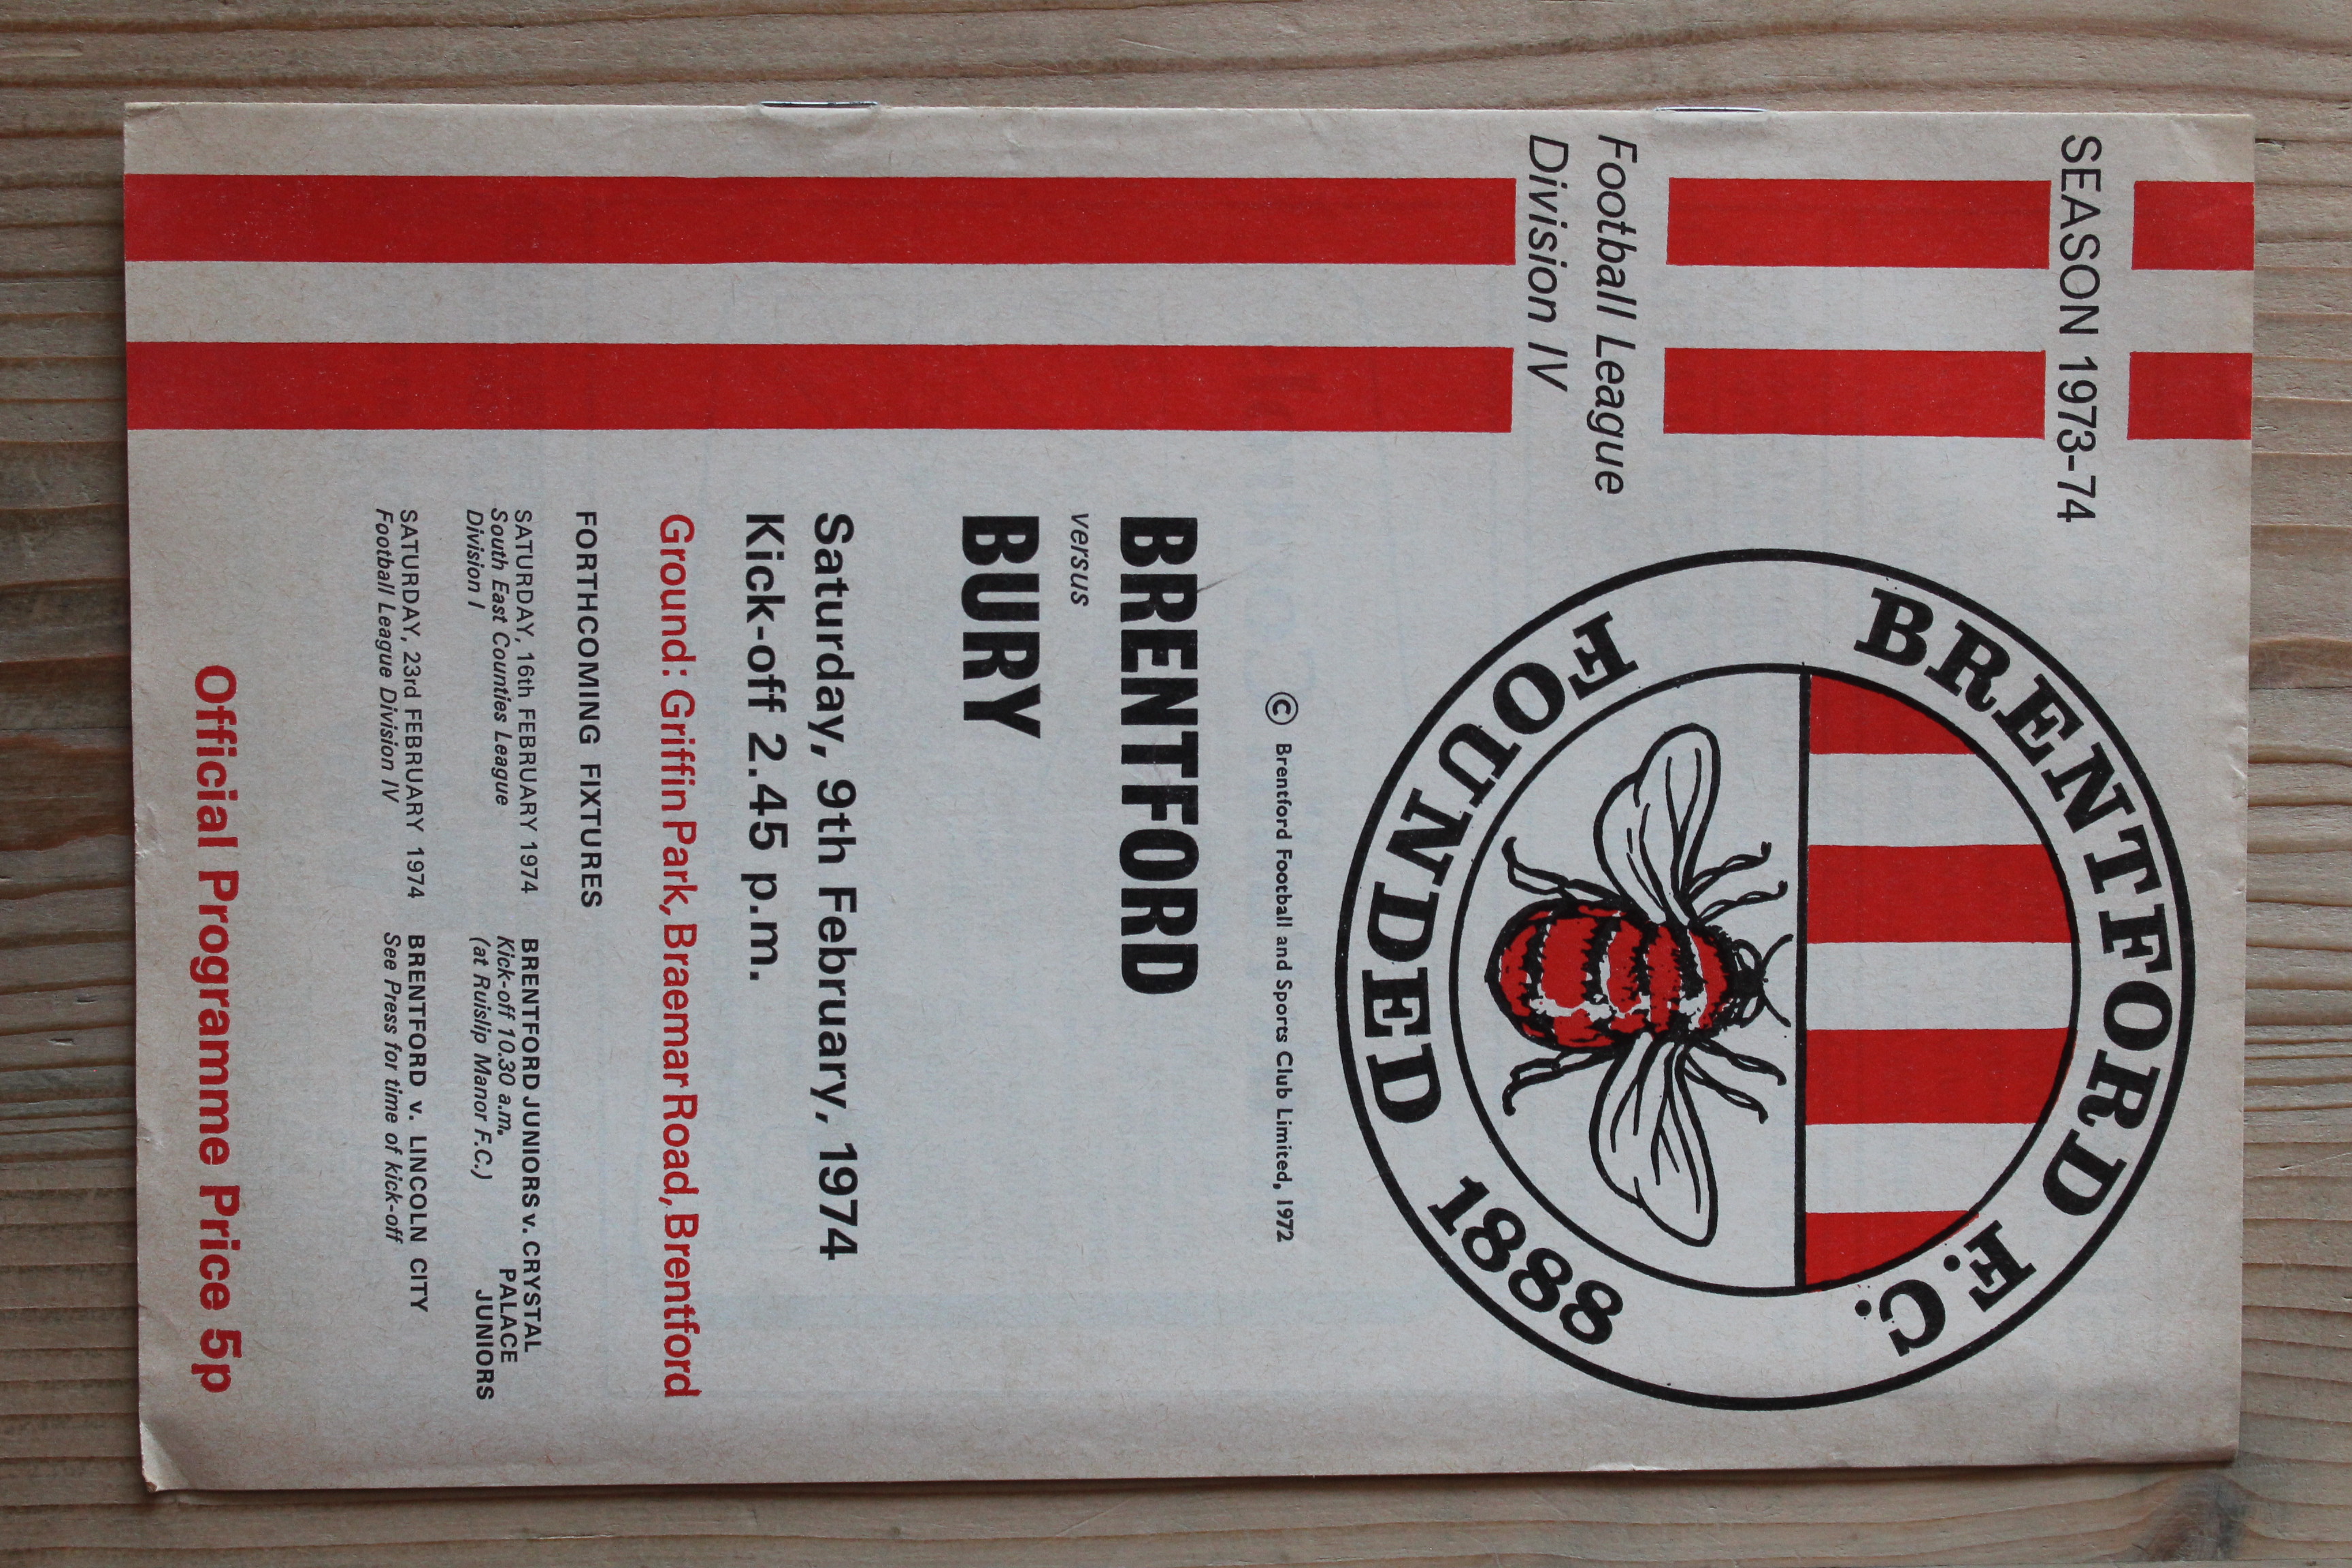 SEASON 1973-74
BRENTFORD F.C.
FOUNDED 1888
Football League
Division IV
© Brentford Football and Sports Club Limited, 1972
BRENTFORD
versus
BURY
Saturday, 9th February, 1974
Kick-off 2.45 p.m.
Ground: Griffin Park, Braemar Road, Brentford
FORTHCOMING FIXTURES
SATURDAY, 16th FEBRUARY 1974 BRENTFORD JUNIORS v. CRYSTAL
South East Counties League Kick-off 10.30 a.m. PALACE
Division I (at Ruislip Manor F.C.) JUNIORS
SATURDAY, 23rd FEBRUARY 1974 BRENTFORD v. LINCOLN CITY
Football League Division IV See Press for time of kick-off
Official Programme Price 5p